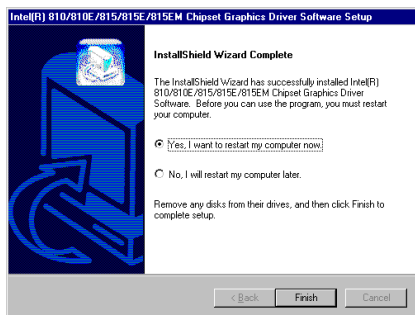 Intel(R) 810/810E/815/815E/815EM Chipset Graphics Driver Software Setup
InstallShield Wizard Complete
The InstallShield Wizard has successfully installed Intel(R)
810/810E/815/815E/815EM Chipset Graphics Driver
Software. Before you can use the program, you must restart
your computer.
Yes, I want to restart my computer now.
No, I will restart my computer later.
Remove any disks from their drives, and then click Finish to
complete setup.
< Back Finish Cancel